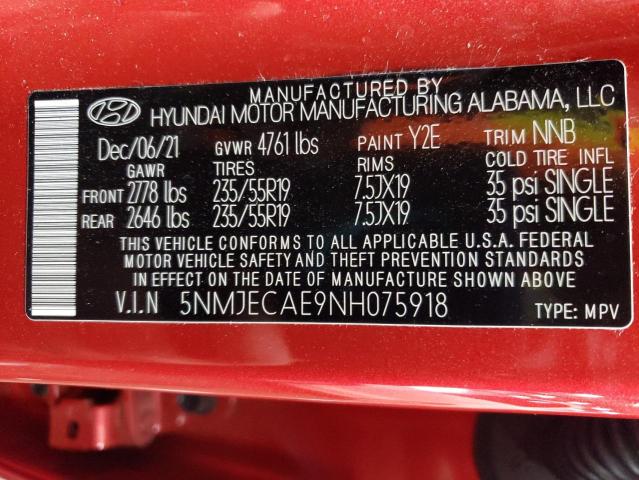 MANUFACTURED BY
HYUNDAI MOTOR MANUFACTURING ALABAMA, LLC
Dec/06/21 GVWR 4761 lbs PAINT Y2E TRIM NNB
GAWR TIRES RIMS COLD TIRE INFL
FRONT 2778 lbs 235/55R19 7.5JX19 35 psi SINGLE
REAR 2646 lbs 235/55R19 7.5JX19 35 psi SINGLE
THIS VEHICLE CONFORMS TO ALL APPLICABLE U.S.A. FEDERAL
MOTOR VEHICLE SAFETY AND THEFT PREVENTION STANDARDS
IN EFFECT ON THE DATE OF MANUFACTURE SHOWN ABOVE
V.I.N 5NMJECAE9NH075918 TYPE: MPV